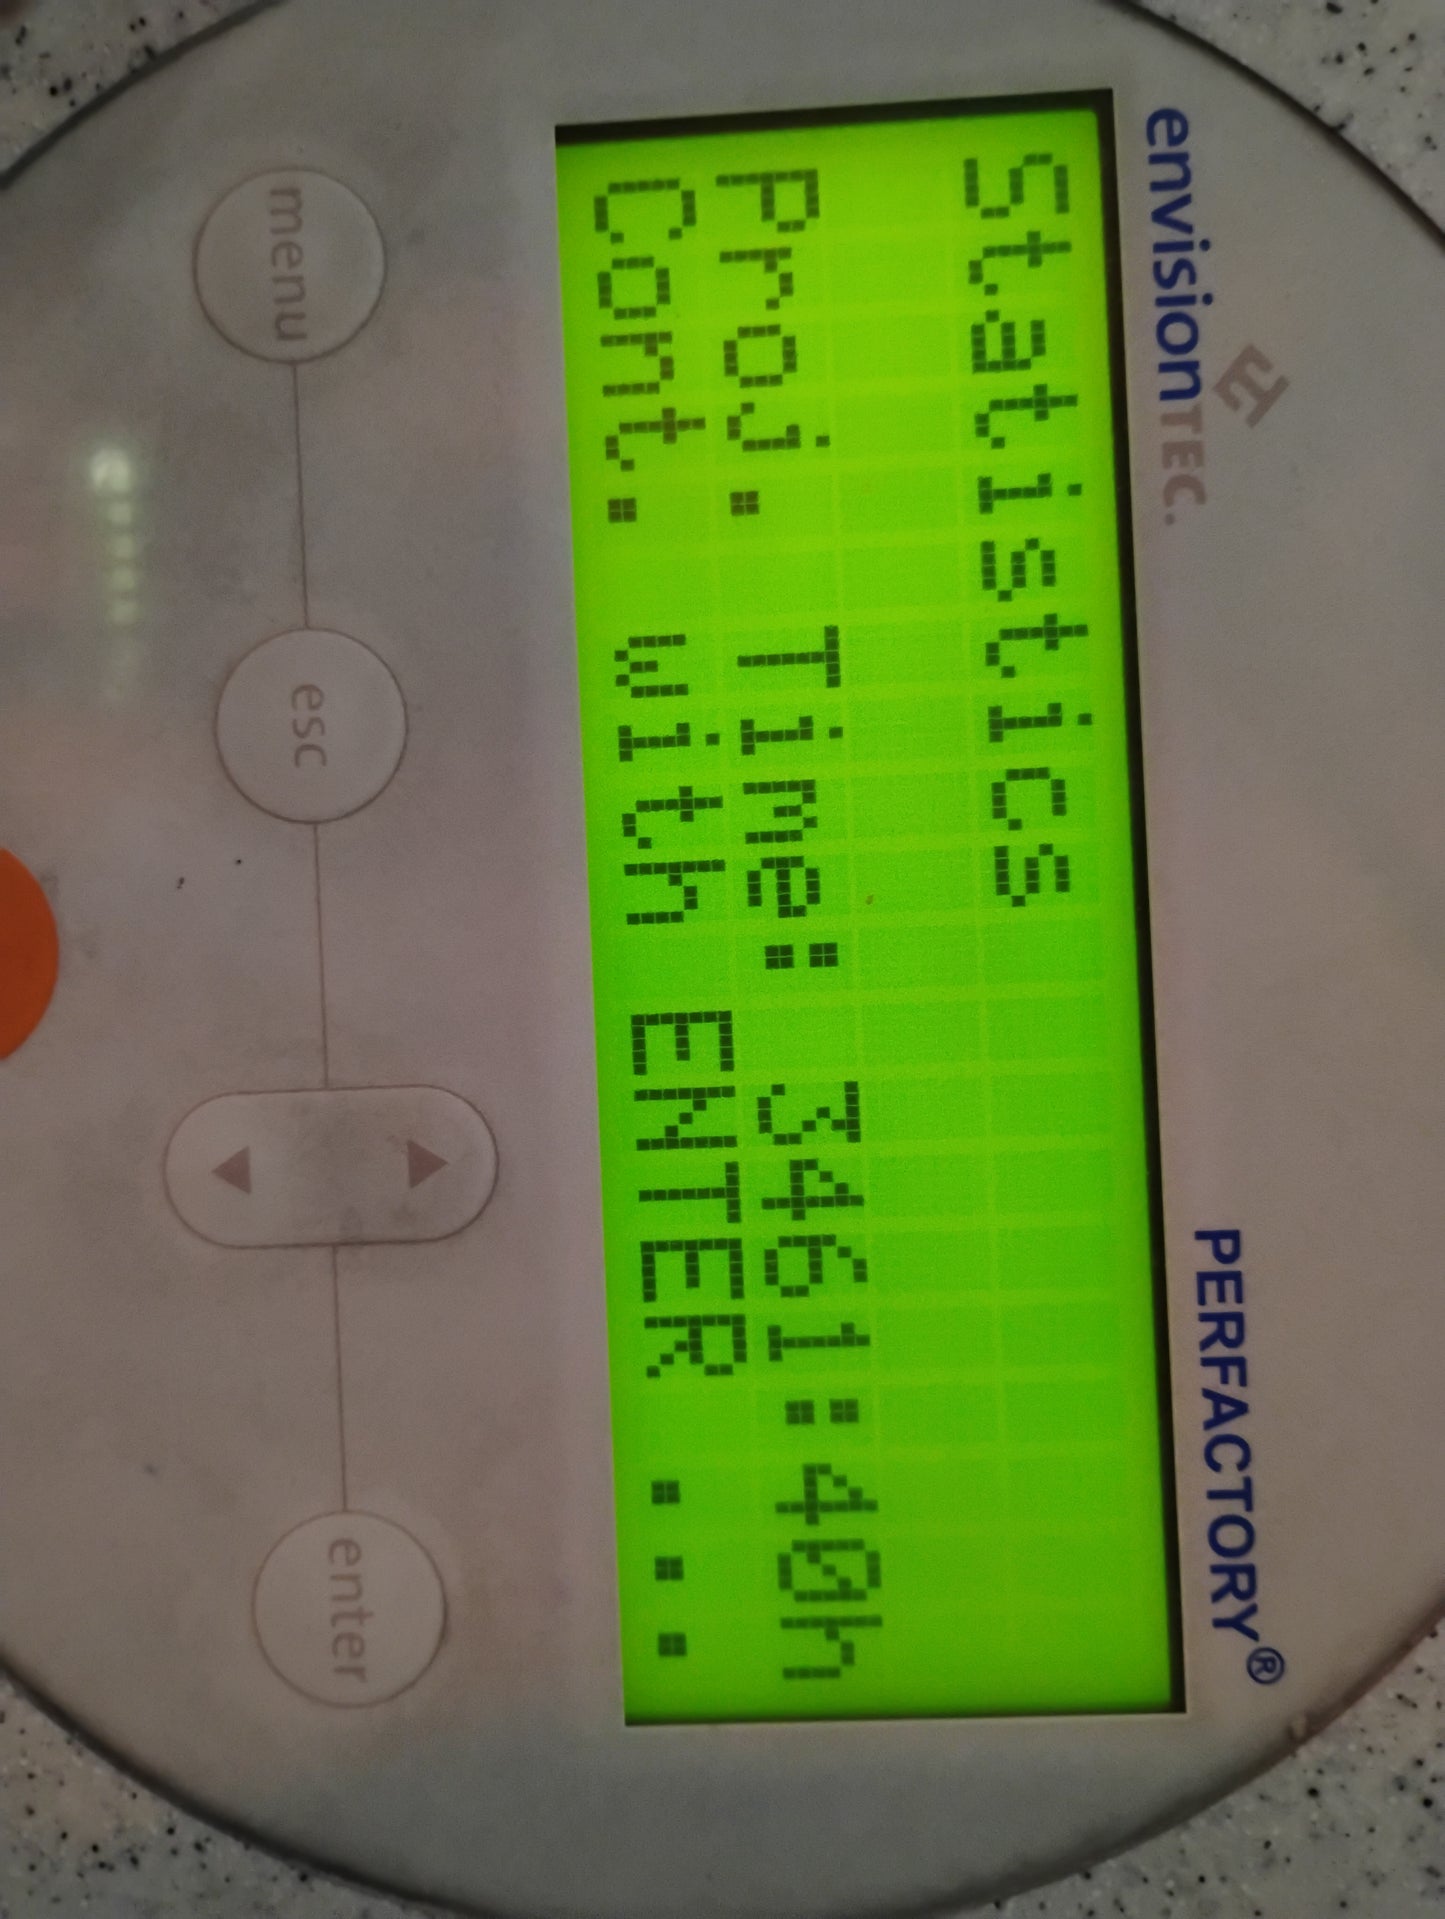 envisionTEC.
PERFACTORY®
Statistics
Proj. Time: 3461:40h
Cont. with ENTER ...
menu
esc
enter